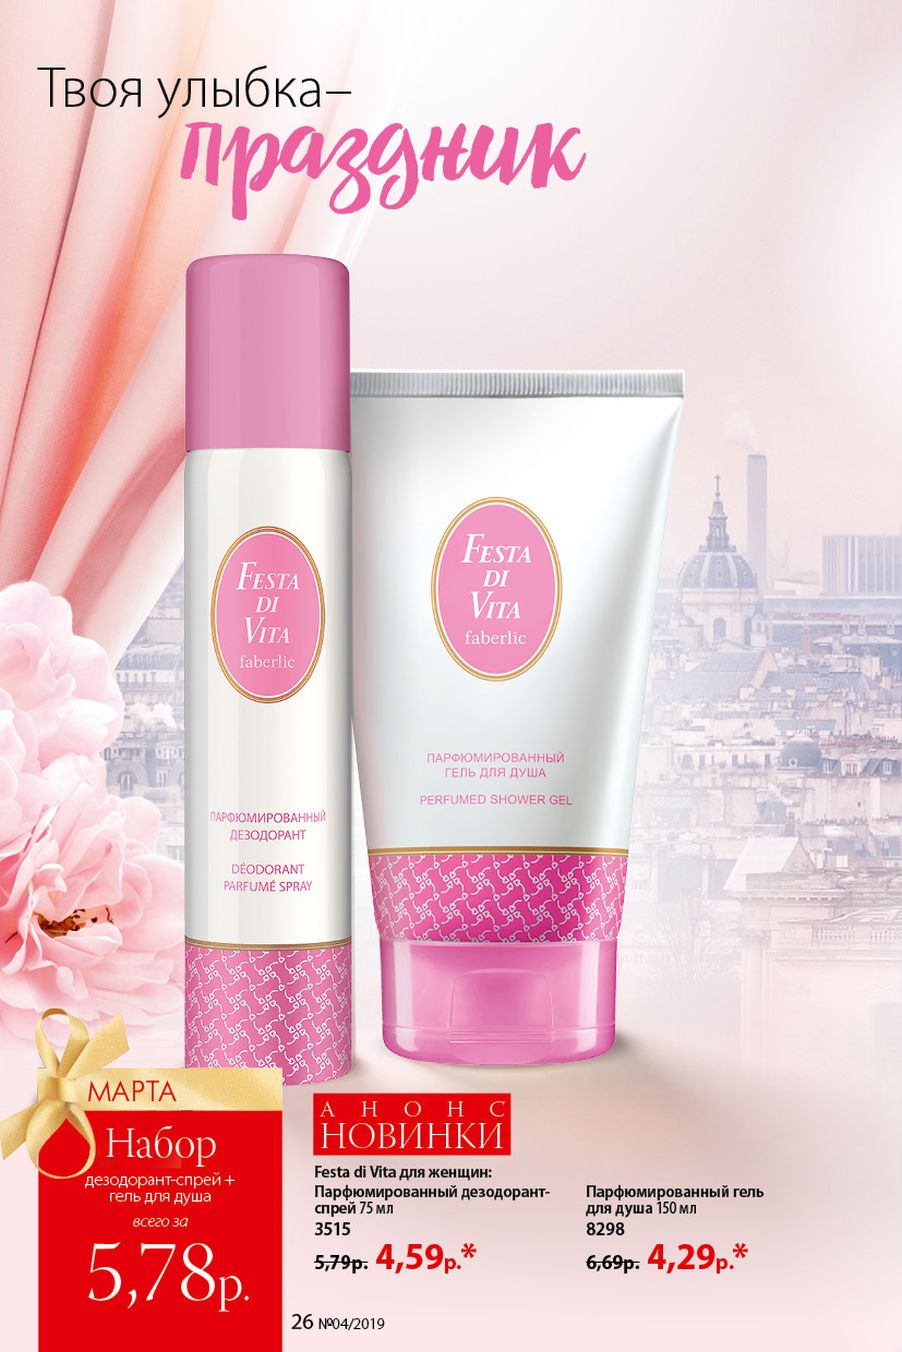 Твоя улыбка–
праздник
FESTA
DI
VITA
faberlic
ПАРФЮМИРОВАННЫЙ
ДЕЗОДОРАНТ
DÉODORANT
PARFUMÉ SPRAY
FESTA
DI
VITA
faberlic
ПАРФЮМИРОВАННЫЙ
ГЕЛЬ ДЛЯ ДУША
PERFUMED SHOWER GEL
МАРТА
Набор
дезодорант-спрей +
гель для душа
всего за
5,78р.
АНОНС
НОВИНКИ
Festa di Vita для женщин:
Парфюмированный дезодорант-
спрей 75 мл
3515
5,79р. 4,59р.*
Парфюмированный гель
для душа 150 мл
8298
6,69р. 4,29р.*
26 №04/2019